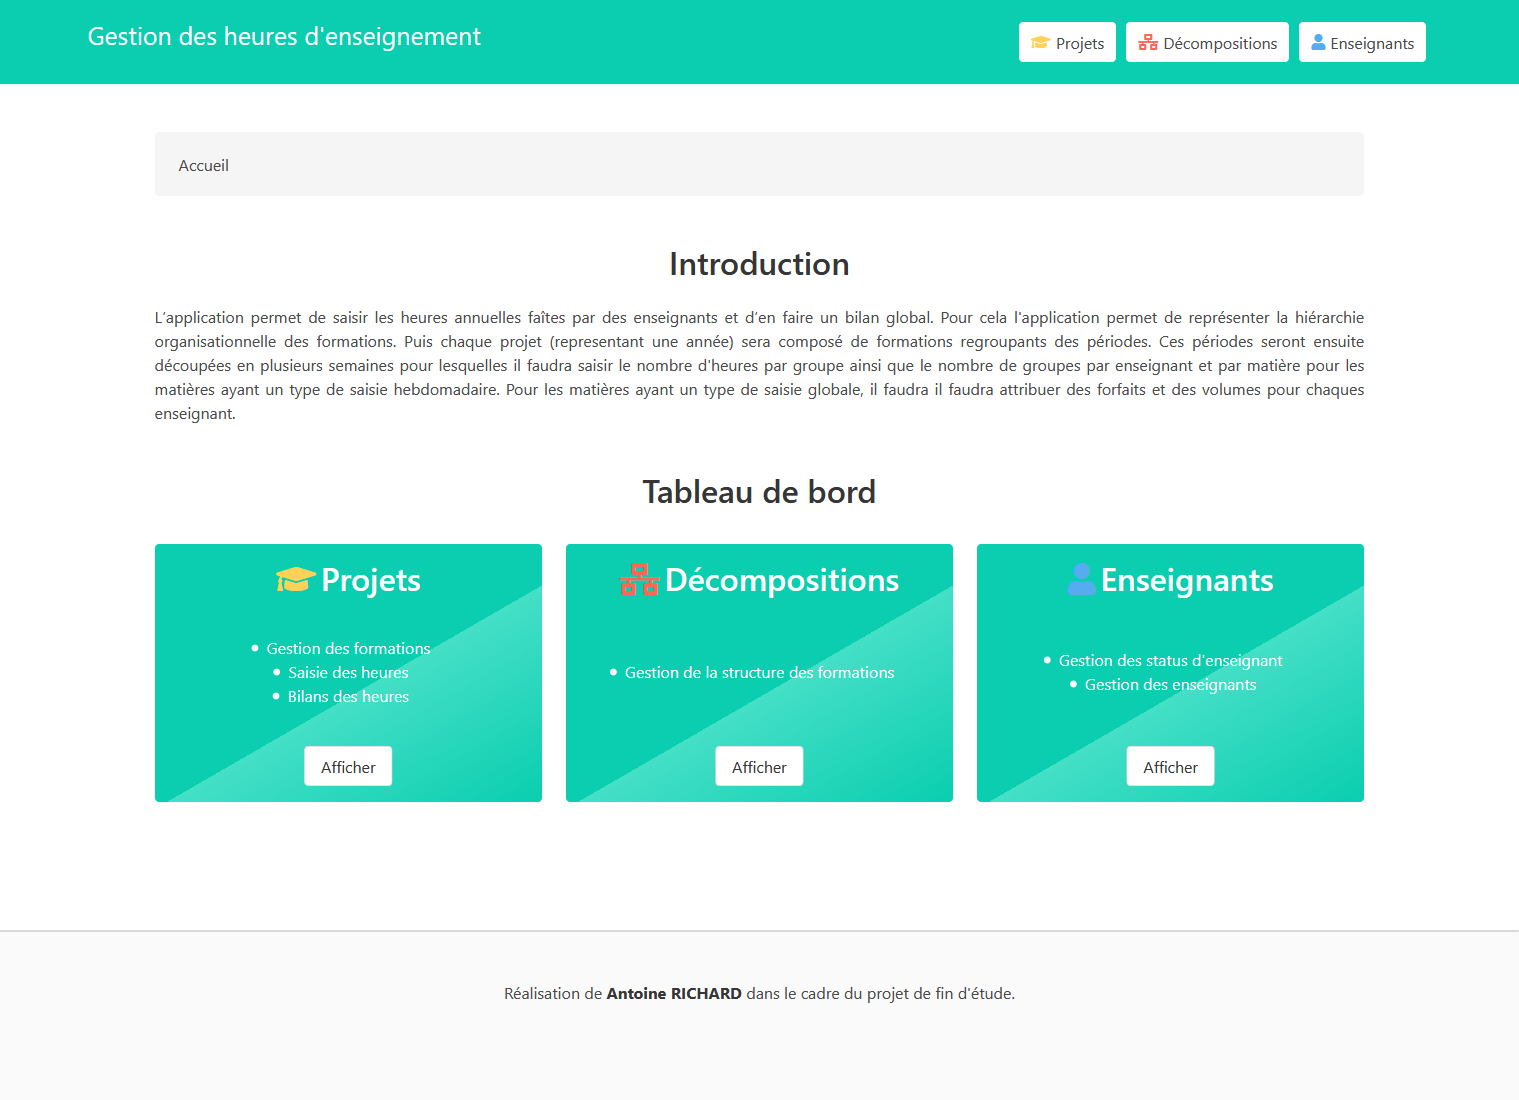 Gestion des heures d'enseignement
Projets
Décompositions
Enseignants
Accueil
Introduction
L'application permet de saisir les heures annuelles faîtes par des enseignants et d'en faire un bilan global. Pour cela l'application permet de représenter la hiérarchie
organisationnelle des formations. Puis chaque projet (representant une année) sera composé de formations regroupants des périodes. Ces périodes seront ensuite
découpées en plusieurs semaines pour lesquelles il faudra saisir le nombre d'heures par groupe ainsi que le nombre de groupes par enseignant et par matière pour les
matières ayant un type de saisie hebdomadaire. Pour les matières ayant un type de saisie globale, il faudra il faudra attribuer des forfaits et des volumes pour chaques
enseignant.
Tableau de bord
Projets
• Gestion des formations
• Saisie des heures
• Bilans des heures
Afficher
Décompositions
• Gestion de la structure des formations
Afficher
Enseignants
• Gestion des status d'enseignant
• Gestion des enseignants
Afficher
Réalisation de Antoine RICHARD dans le cadre du projet de fin d'étude.